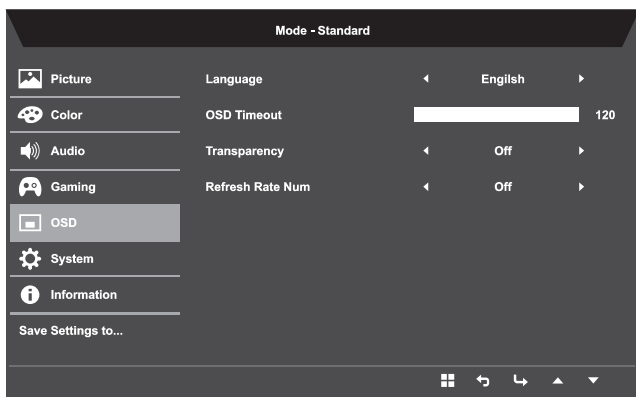 Mode - Standard
Picture
Language Engilsh
Color
OSD Timeout 120
Audio
Transparency Off
Gaming
Refresh Rate Num Off
OSD
System
Information
Save Settings to...